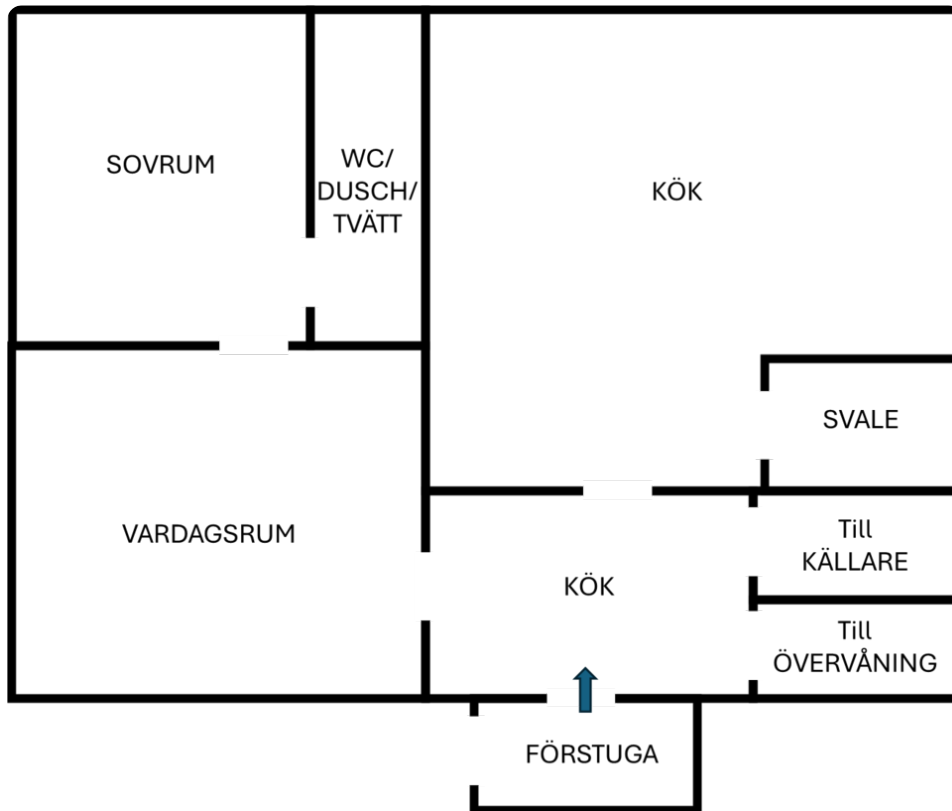 SOVRUM
WC/
DUSCH/
TVÄTT
KÖK
SVALE
VARDAGSRUM
KÖK
Till
KÄLLARE
Till
ÖVERVÅNING
FÖRSTUGA